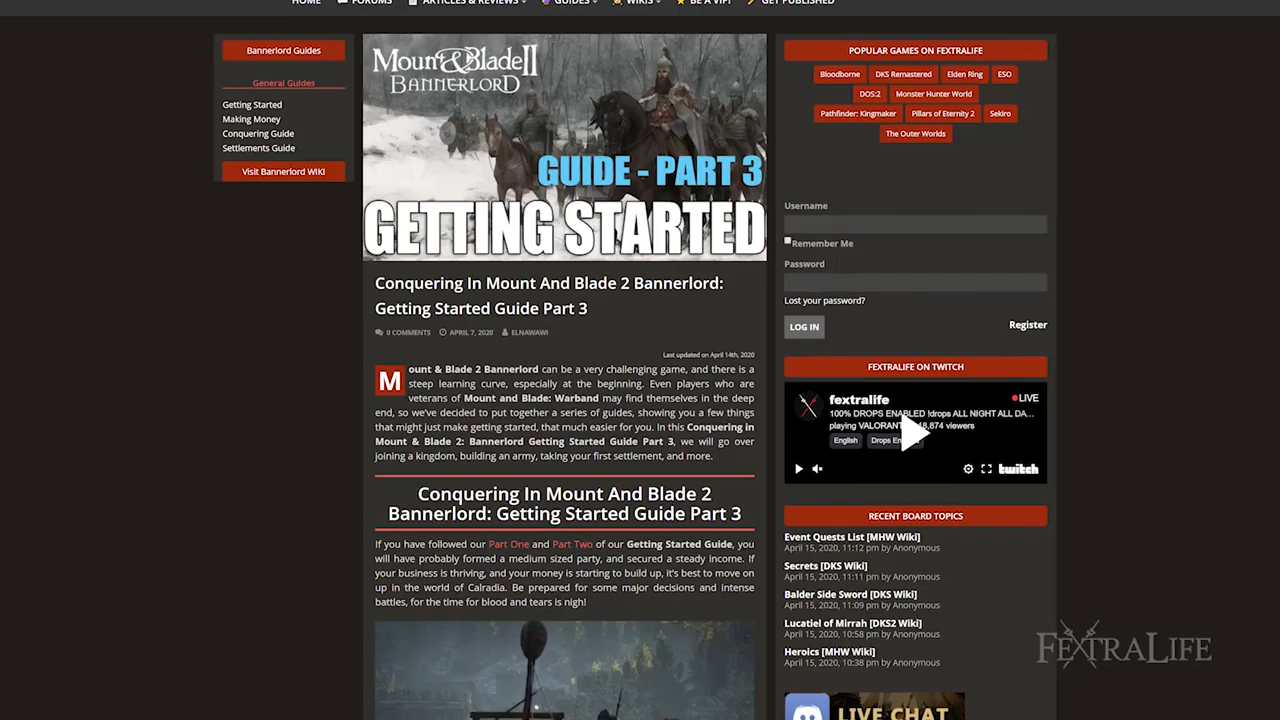 HOME
FORUMS
ARTICLES & REVIEWS
GUIDES
WIKIS
BE A VIP!
GET PUBLISHED
Bannerlord Guides
General Guides
Getting Started
Making Money
Conquering Guide
Settlements Guide
Visit Bannerlord WIKI
Mount&Blade II
BANNERLORD
GUIDE - PART 3
GETTING STARTED
Conquering In Mount And Blade 2 Bannerlord:
Getting Started Guide Part 3
0 COMMENTS APRIL 7, 2020 ELNAWAWI
Last updated on April 14th, 2020
Mount & Blade 2 Bannerlord can be a very challenging game, and there is a
steep learning curve, especially at the beginning. Even players who are
veterans of Mount and Blade: Warband may find themselves in the deep
end, so we've decided to put together a series of guides, showing you a few things
that might just make getting started, that much easier for you. In this Conquering in
Mount & Blade 2: Bannerlord Getting Started Guide Part 3, we will go over
joining a kingdom, building an army, taking your first settlement, and more.
Conquering In Mount And Blade 2
Bannerlord: Getting Started Guide Part 3
If you have followed our Part One and Part Two of our Getting Started Guide, you
will have probably formed a medium sized party, and secured a steady income. If
your business is thriving, and your money is starting to build up, it's best to move on
up in the world of Calradia. Be prepared for some major decisions and intense
battles, for the time for blood and tears is nigh!
POPULAR GAMES ON FEXTRALIFE
Bloodborne DKS Remastered Elden Ring ESO
DOS:2 Monster Hunter World
Pathfinder: Kingmaker Pillars of Eternity 2 Sekiro
The Outer Worlds
Username
Remember Me
Password
Lost your password?
LOG IN
Register
FEXTRALIFE ON TWITCH
fextralife
LIVE
100% DROPS ENABLED !drops ALL NIGHT ALL DA...
playing VALORANT 8,874 viewers
English Drops En
twitch
RECENT BOARD TOPICS
Event Quests List [MHW Wiki]
April 15, 2020, 11:12 pm by Anonymous
Secrets [DKS Wiki]
April 15, 2020, 11:11 pm by Anonymous
Balder Side Sword [DKS Wiki]
April 15, 2020, 11:09 pm by Anonymous
Lucatiel of Mirrah [DKS2 Wiki]
April 15, 2020, 10:58 pm by Anonymous
Heroics [MHW Wiki]
April 15, 2020, 10:38 pm by Anonymous
LIVE CHAT
FEXTRALIFE